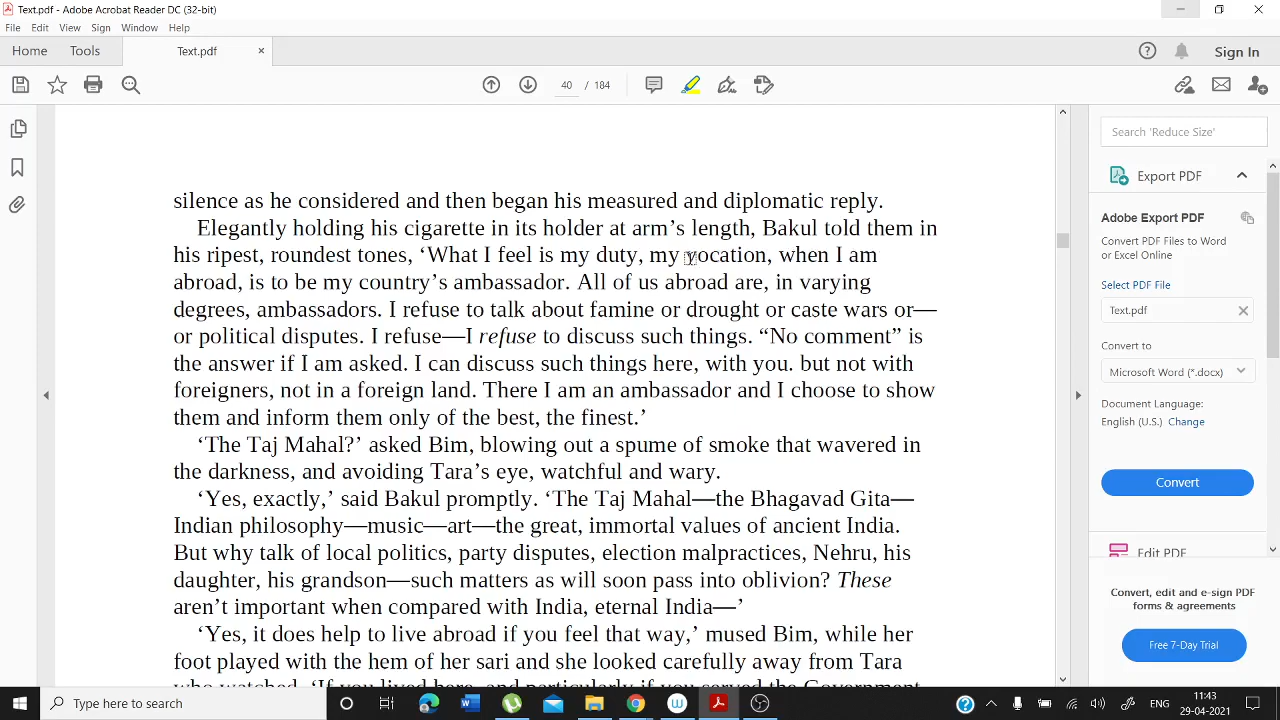 Text.pdf - Adobe Acrobat Reader DC (32-bit)
File Edit View Sign Window Help
Home Tools Text.pdf × Sign In
40 / 184
silence as he considered and then began his measured and diplomatic reply.
Elegantly holding his cigarette in its holder at arm’s length, Bakul told them in
his ripest, roundest tones, ‘What I feel is my duty, my vocation, when I am
abroad, is to be my country’s ambassador. All of us abroad are, in varying
degrees, ambassadors. I refuse to talk about famine or drought or caste wars or—
or political disputes. I refuse—I refuse to discuss such things. “No comment” is
the answer if I am asked. I can discuss such things here, with you. but not with
foreigners, not in a foreign land. There I am an ambassador and I choose to show
them and inform them only of the best, the finest.’
‘The Taj Mahal?’ asked Bim, blowing out a spume of smoke that wavered in
the darkness, and avoiding Tara’s eye, watchful and wary.
‘Yes, exactly,’ said Bakul promptly. ‘The Taj Mahal—the Bhagavad Gita—
Indian philosophy—music—art—the great, immortal values of ancient India.
But why talk of local politics, party disputes, election malpractices, Nehru, his
daughter, his grandson—such matters as will soon pass into oblivion? These
aren’t important when compared with India, eternal India—’
‘Yes, it does help to live abroad if you feel that way,’ mused Bim, while her
foot played with the hem of her sari and she looked carefully away from Tara
who watched. ‘If you lived here, and particularly if you served the Government
Search 'Reduce Size'
Export PDF
Adobe Export PDF
Convert PDF Files to Word
or Excel Online
Select PDF File
Text.pdf
Convert to
Microsoft Word (*.docx)
Document Language:
English (U.S.) Change
Convert
Edit PDF
Convert, edit and e-sign PDF
forms & agreements
Free 7-Day Trial
Type here to search
ENG
11:43
29-04-2021